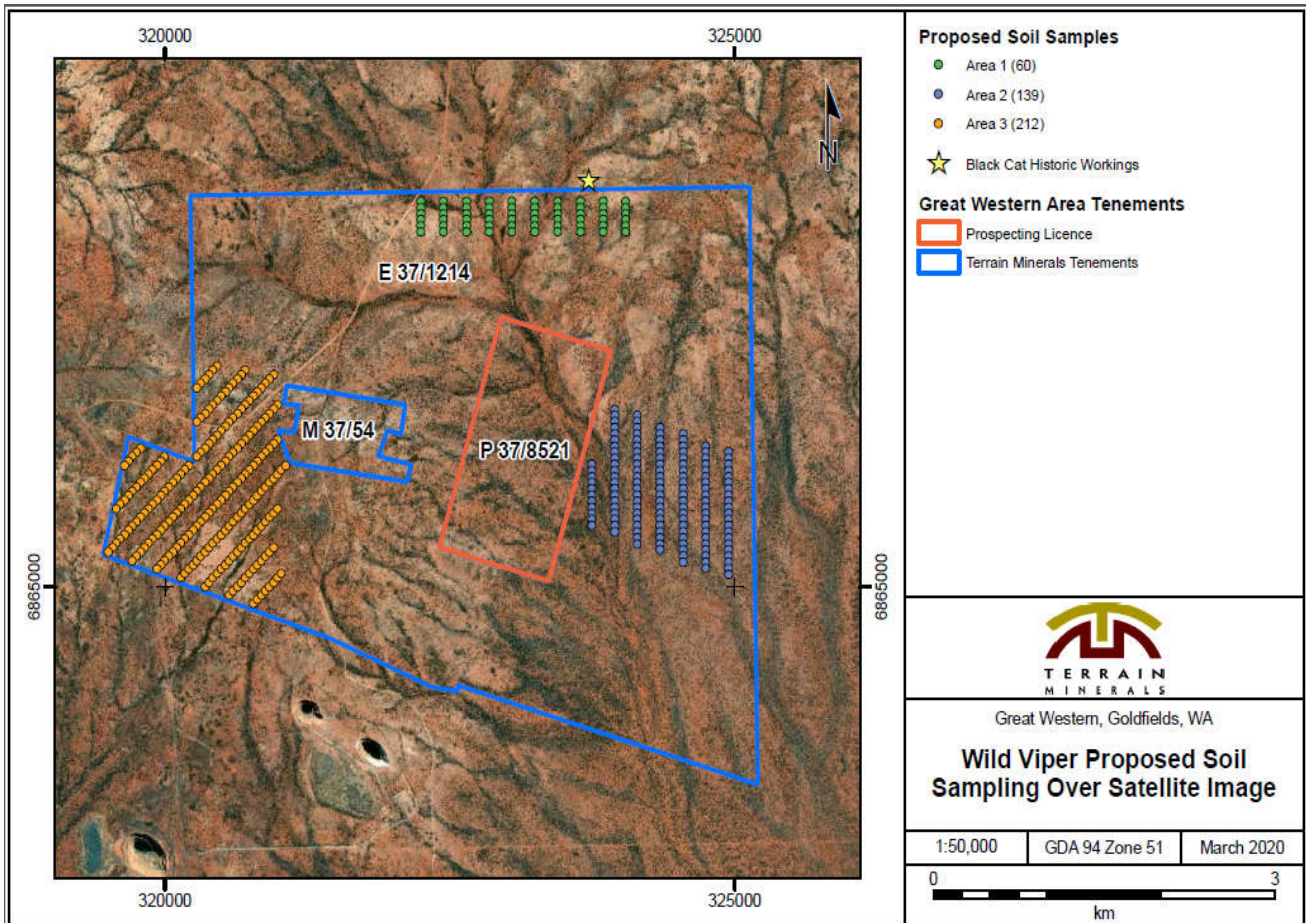 320000
325000
N
E 37/1214
M 37/54
P 37/8521
6865000
6865000
320000
325000
Proposed Soil Samples
Area 1 (60)
Area 2 (139)
Area 3 (212)
Black Cat Historic Workings
Great Western Area Tenements
Prospecting Licence
Terrain Minerals Tenements
TERRAIN
MINERALS
Great Western, Goldfields, WA
Wild Viper Proposed Soil
Sampling Over Satellite Image
1:50,000
GDA 94 Zone 51
March 2020
0
3
km